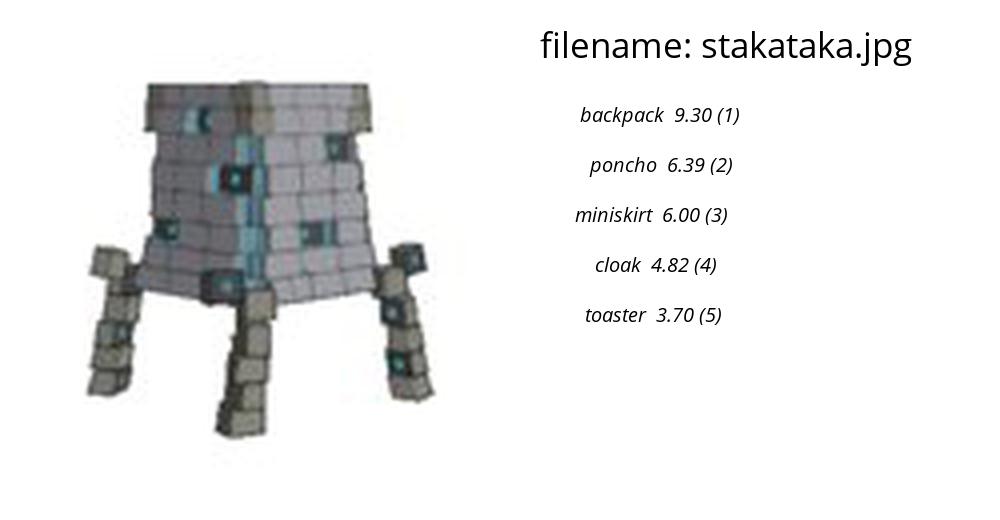 filename: stakataka.jpg
backpack 9.30 (1)
poncho 6.39 (2)
miniskirt 6.00 (3)
cloak 4.82 (4)
toaster 3.70 (5)